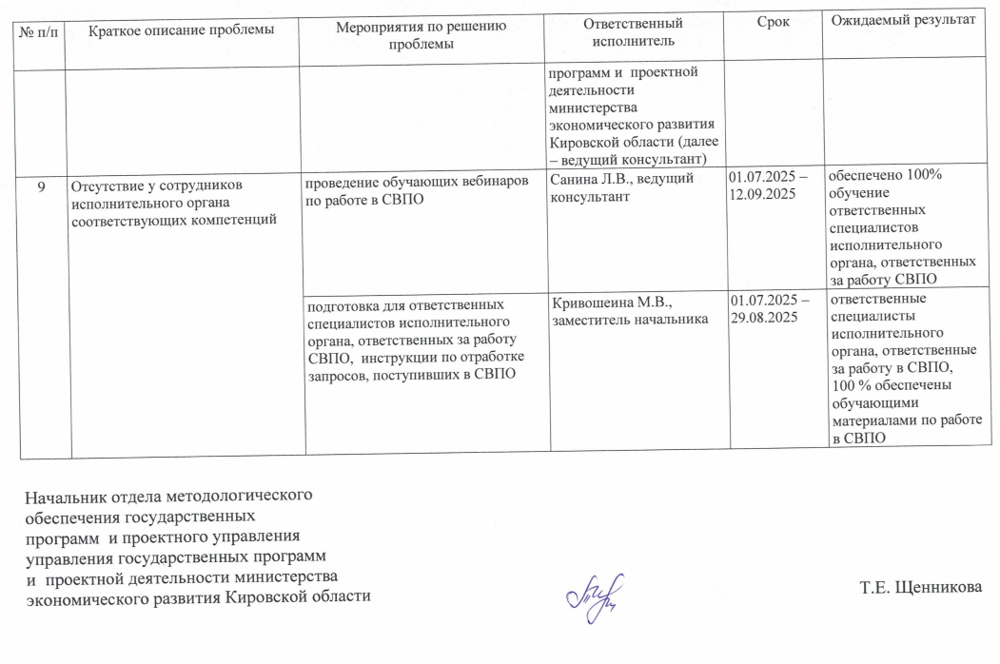 № п/п
Краткое описание проблемы
Мероприятия по решению
проблемы
Ответственный
исполнитель
Срок
Ожидаемый результат
программ и проектной
деятельности
министерства
экономического развития
Кировской области (далее
– ведущий консультант)
9
Отсутствие у сотрудников
исполнительного органа
соответствующих компетенций
проведение обучающих вебинаров
по работе в СВПО
Санина Л.В., ведущий
консультант
01.07.2025 –
12.09.2025
обеспечено 100%
обучение
ответственных
специалистов
исполнительного
органа, ответственных
за работу СВПО
подготовка для ответственных
специалистов исполнительного
органа, ответственных за работу
СВПО, инструкции по отработке
запросов, поступивших в СВПО
Кривошеина М.В.,
заместитель начальника
01.07.2025 –
29.08.2025
ответственные
специалисты
исполнительного
органа, ответственные
за работу в СВПО,
100 % обеспечены
обучающими
материалами по работе
в СВПО
Начальник отдела методологического
обеспечения государственных
программ и проектного управления
управления государственных программ
и проектной деятельности министерства
экономического развития Кировской области
Т.Е. Щенникова